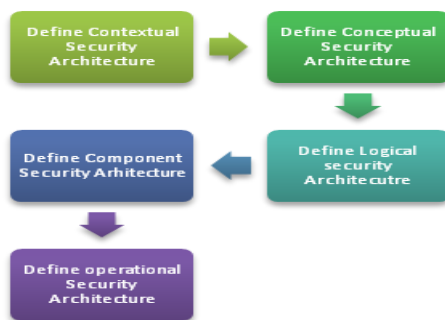 Define Contextual
Security
Architecture
Define Conceptual
Security
Architecture
Define Logical
security
Architecutre
Define Component
Security Arhitecture
Define operational
Security
Architecture